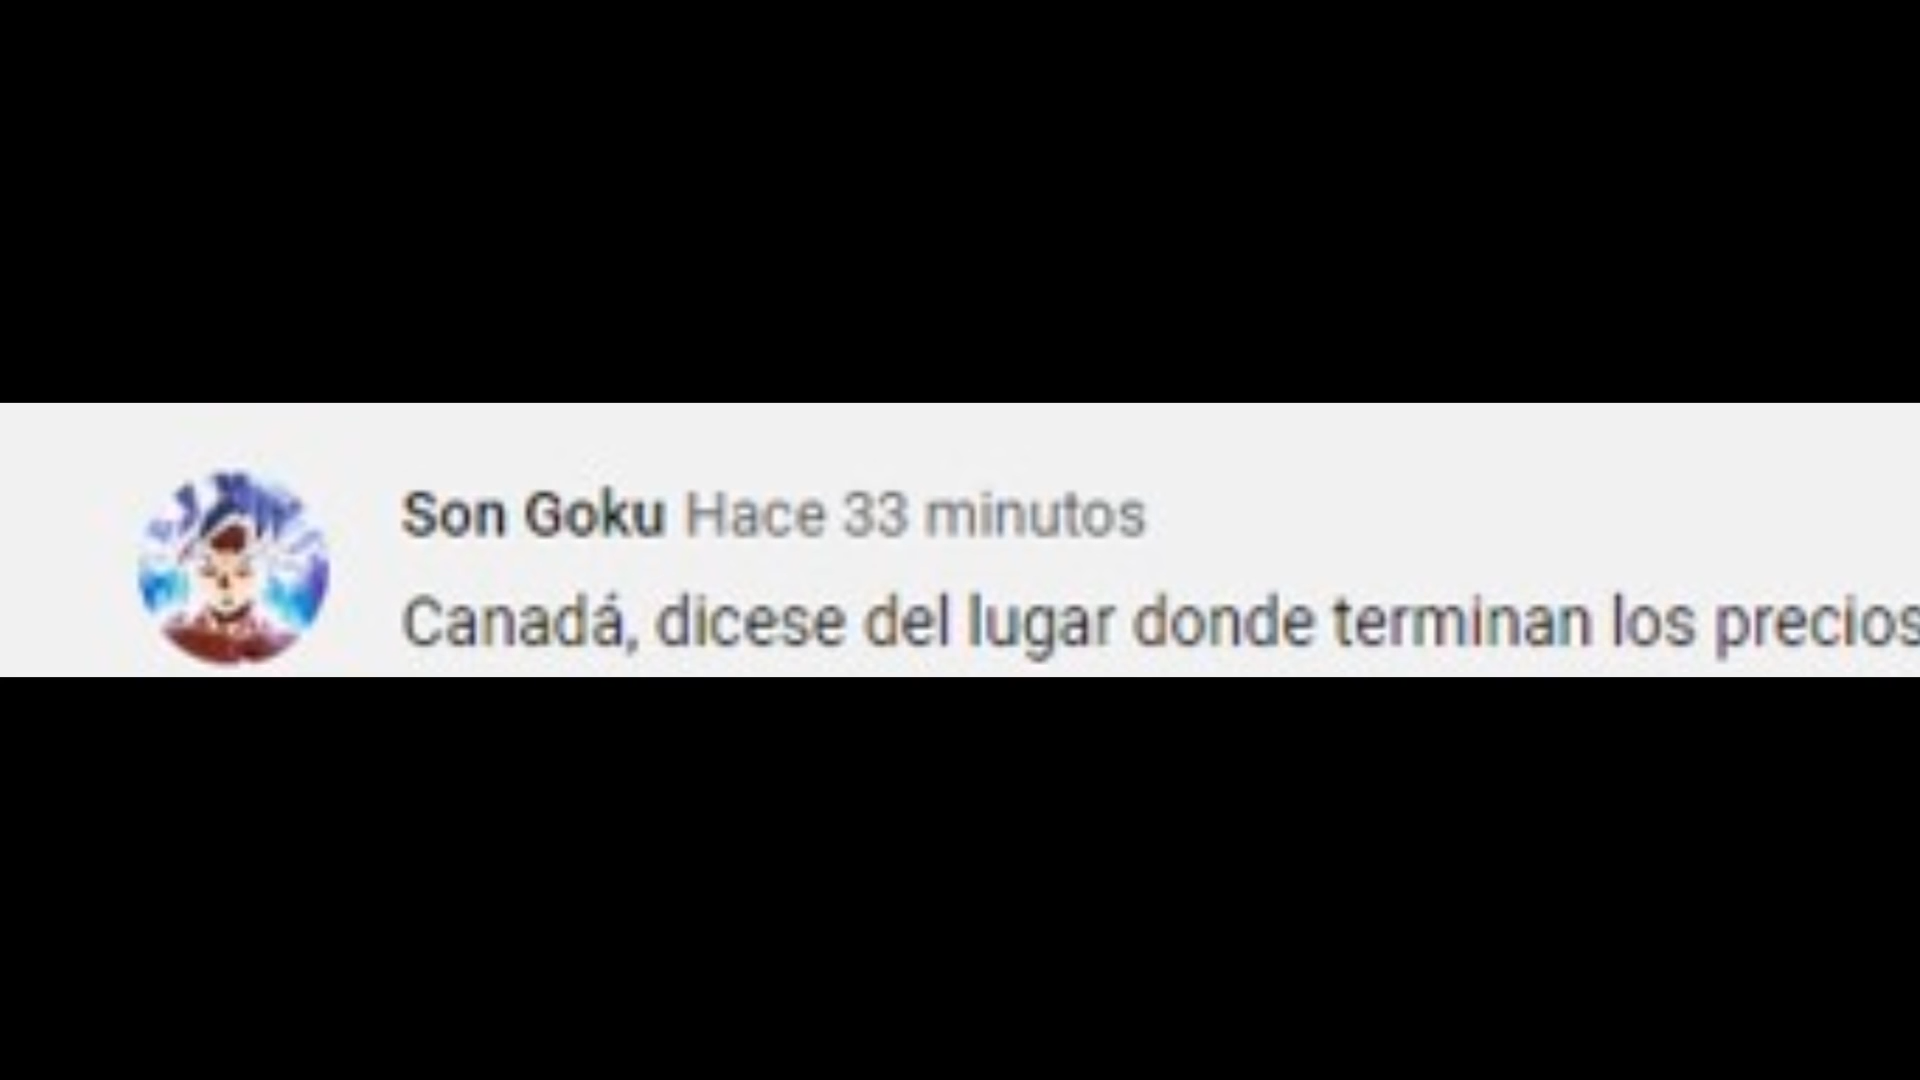 Son Goku Hace 33 minutos
Canadá, dicese del lugar donde terminan los precios